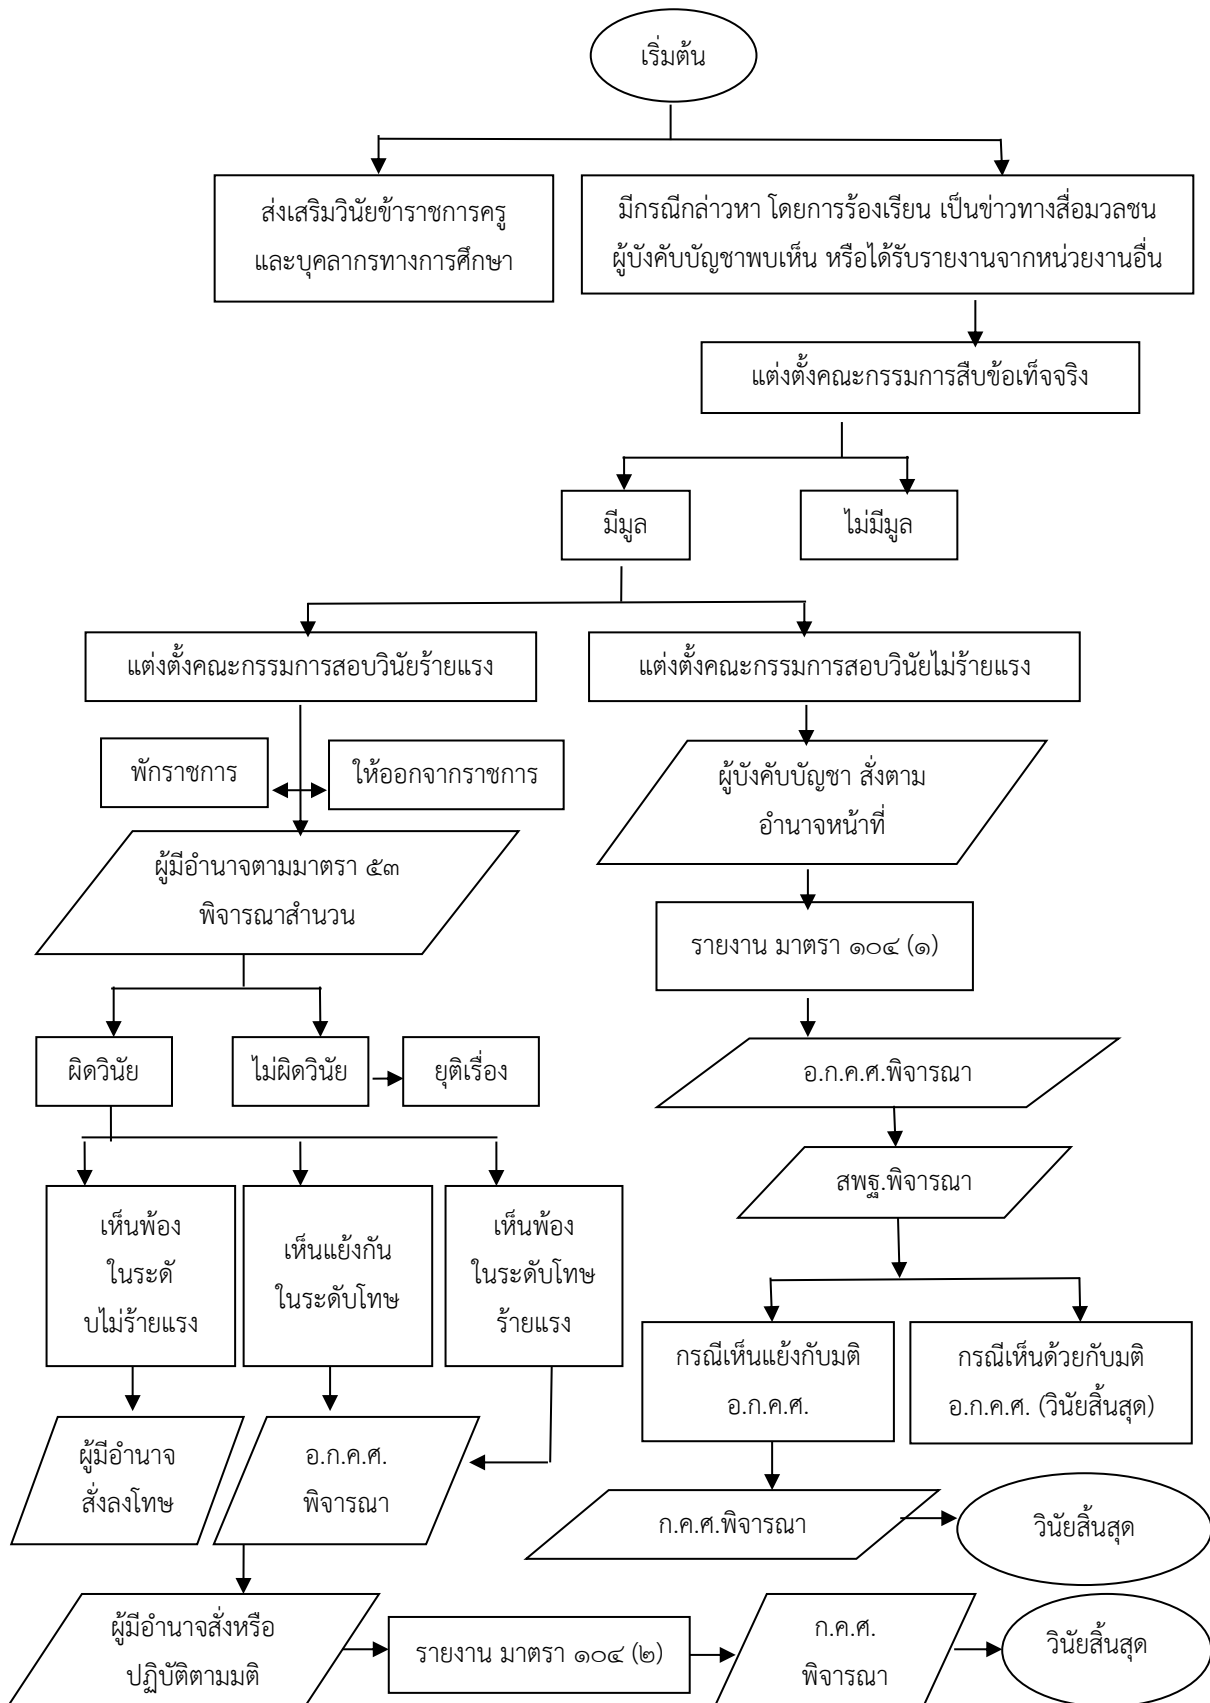 เริ่มต้น
ส่งเสริมวินัยข้าราชการครู
และบุคลากรทางการศึกษา
มีกรณีกล่าวหา โดยการร้องเรียน เป็นข่าวทางสื่อมวลชน
ผู้บังคับบัญชาพบเห็น หรือได้รับรายงานจากหน่วยงานอื่น
แต่งตั้งคณะกรรมการสืบข้อเท็จจริง
มีมูล
ไม่มีมูล
แต่งตั้งคณะกรรมการสอบวินัยร้ายแรง
แต่งตั้งคณะกรรมการสอบวินัยไม่ร้ายแรง
พักราชการ
ให้ออกจากราชการ
ผู้บังคับบัญชา สั่งตาม
อำนาจหน้าที่
ผู้มีอำนาจตามมาตรา ๕๓
พิจารณาสำนวน
รายงาน มาตรา ๑๐๔ (๑)
ผิดวินัย
ไม่ผิดวินัย
ยุติเรื่อง
อ.ก.ค.ศ.พิจารณา
สพฐ.พิจารณา
เห็นพ้อง
ในระดั
บไม่ร้ายแรง
เห็นแย้งกัน
ในระดับโทษ
เห็นพ้อง
ในระดับโทษ
ร้ายแรง
กรณีเห็นแย้งกับมติ
อ.ก.ค.ศ.
กรณีเห็นด้วยกับมติ
อ.ก.ค.ศ. (วินัยสิ้นสุด)
ผู้มีอำนาจ
สั่งลงโทษ
อ.ก.ค.ศ.
พิจารณา
ก.ค.ศ.พิจารณา
วินัยสิ้นสุด
ผู้มีอำนาจสั่งหรือ
ปฏิบัติตามมติ
รายงาน มาตรา ๑๐๔ (๒)
ก.ค.ศ.
พิจารณา
วินัยสิ้นสุด